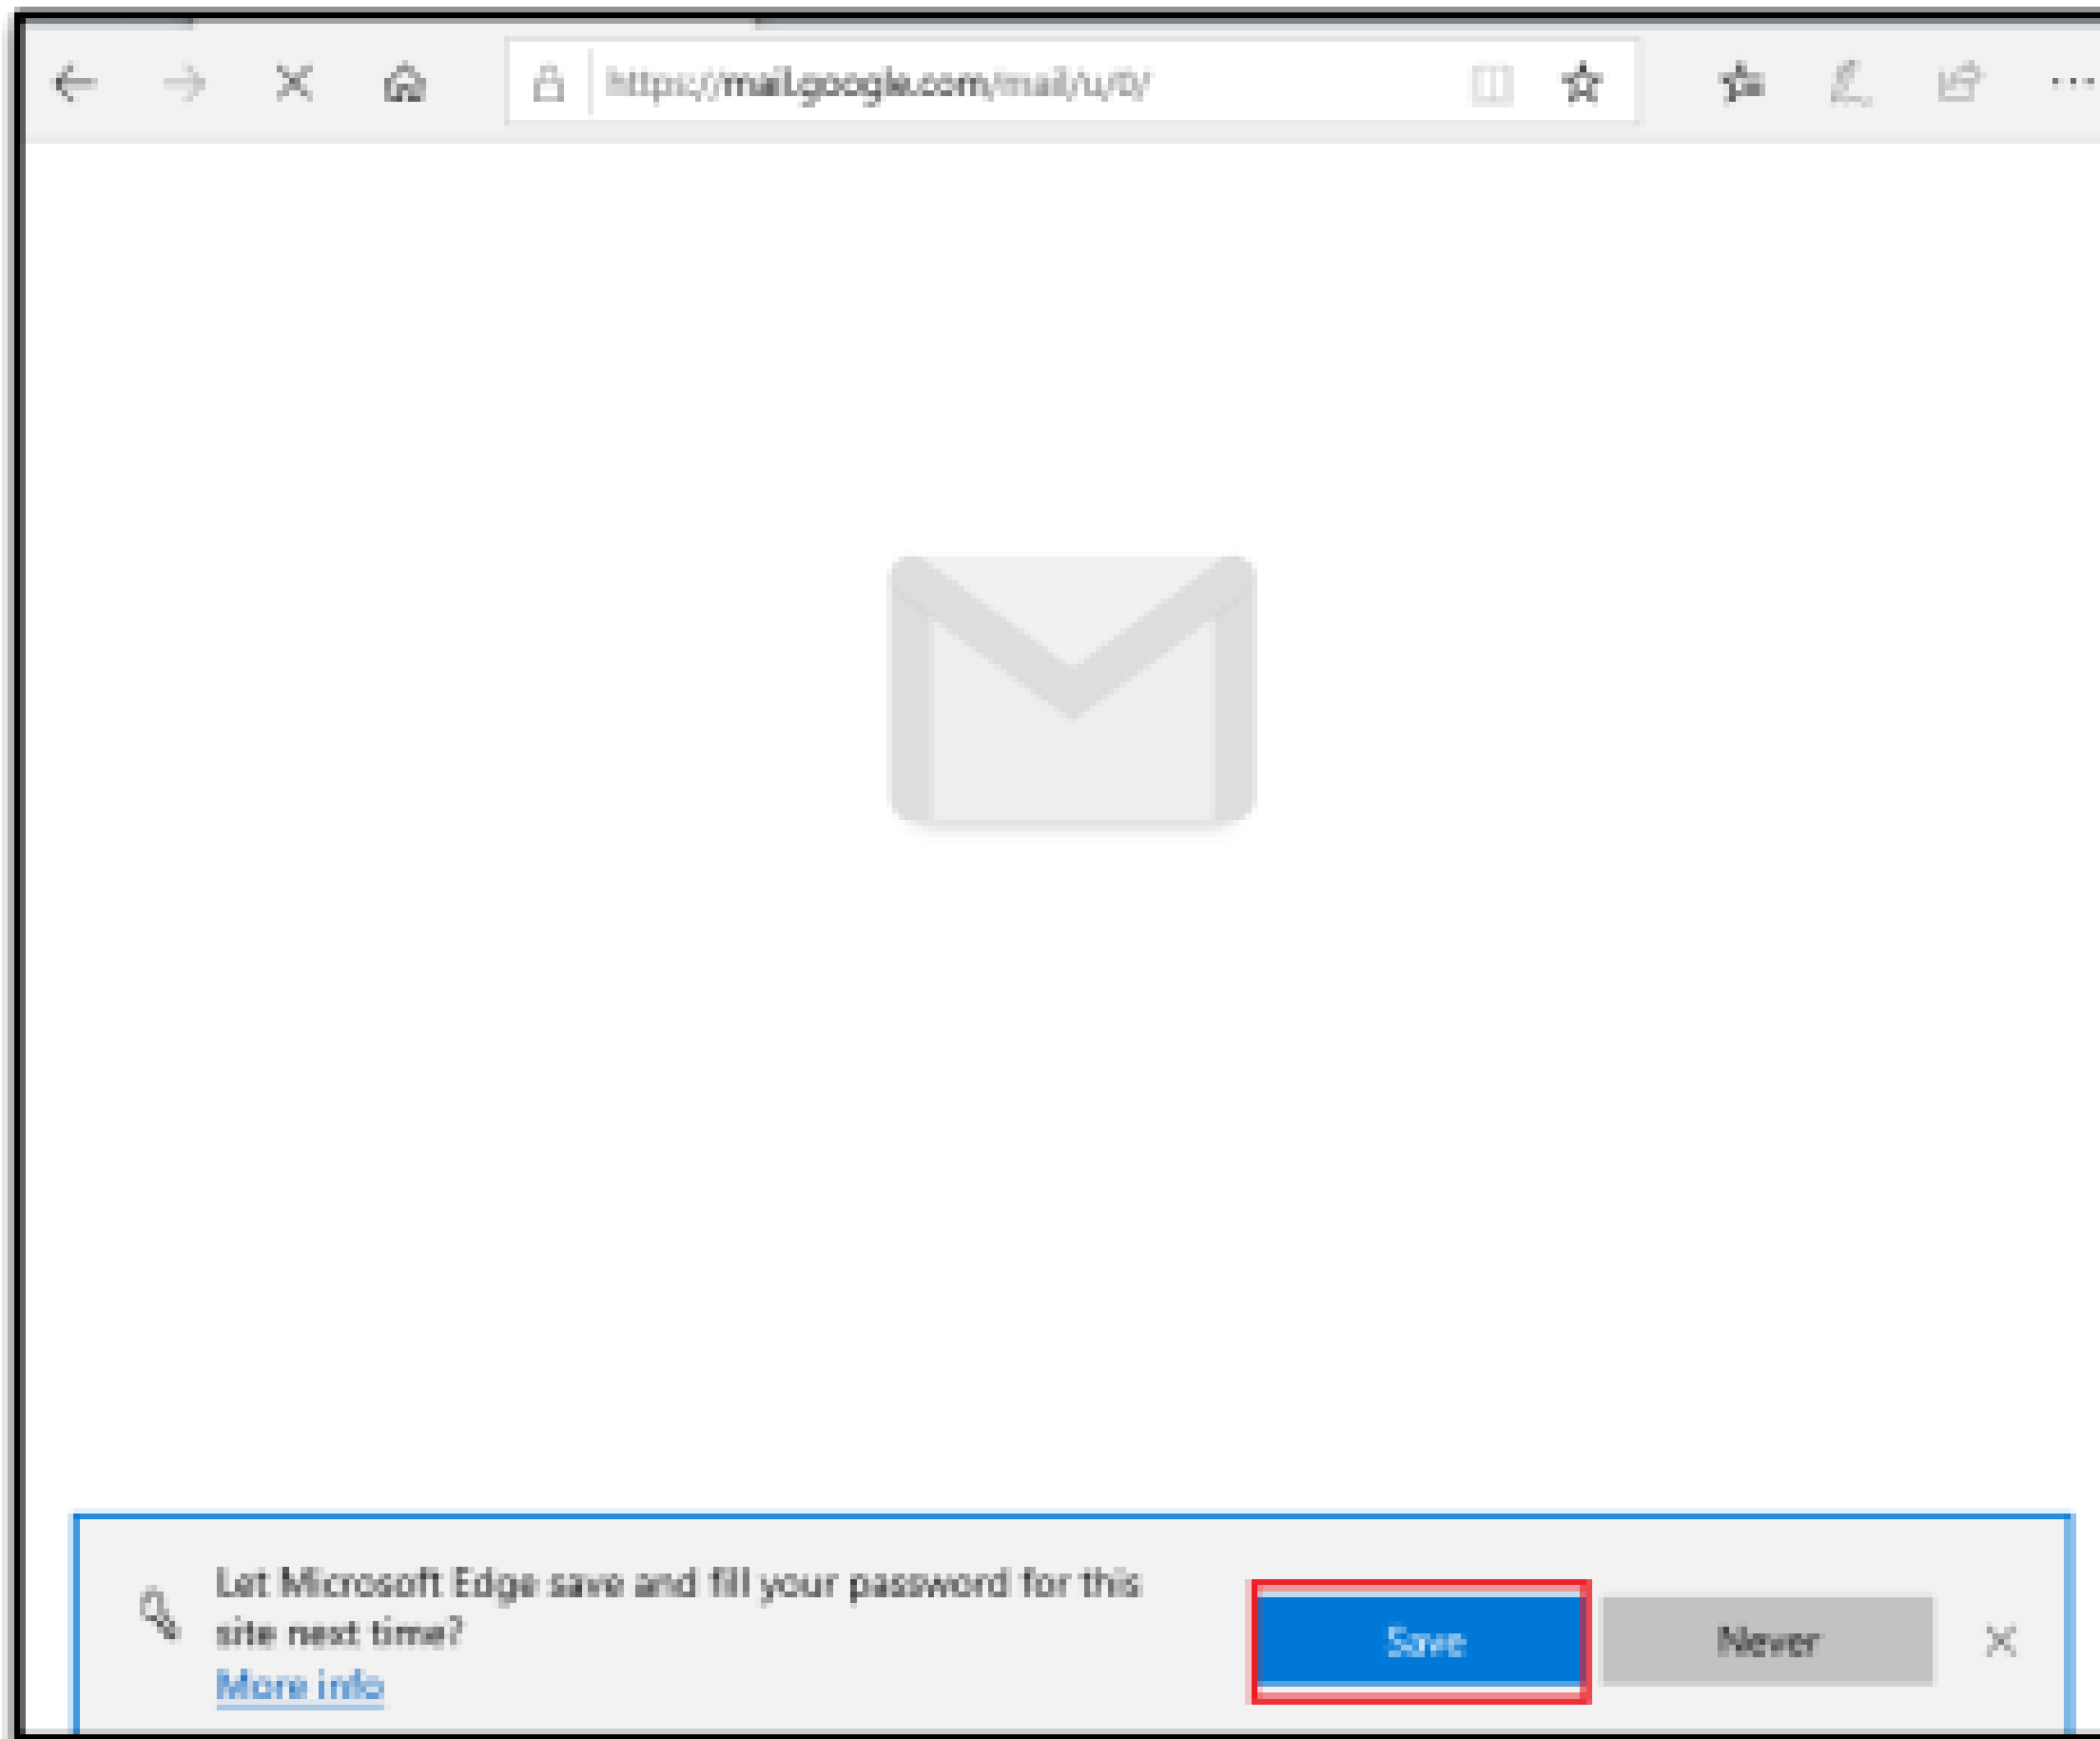 https://mail.google.com/mail/u/0/
Let Microsoft Edge save and fill your password for this
site next time?
More info
Save
Never